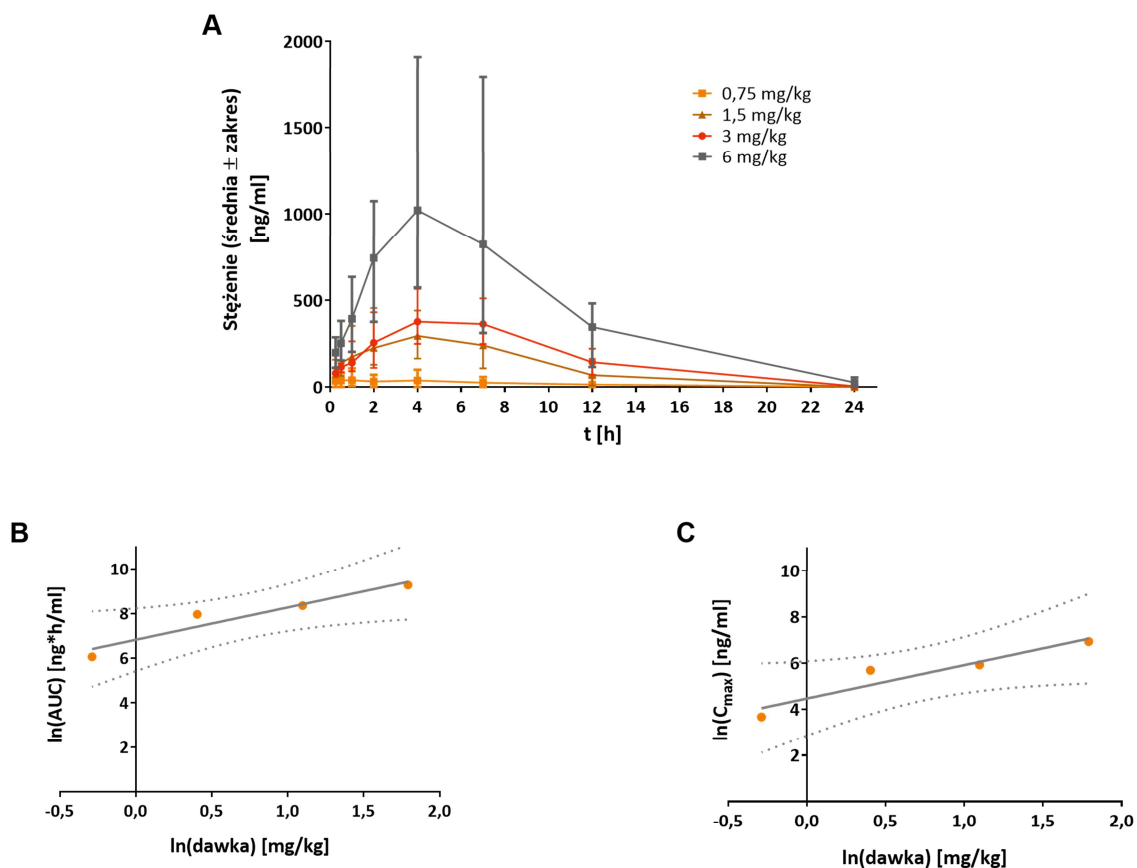 A
Stężenie (średnia ± zakres)
[ng/ml]
2000
1500
1000
500
0
0 2 4 6 8 10 12 14 16 18 20 22 24
t [h]
0,75 mg/kg
1,5 mg/kg
3 mg/kg
6 mg/kg
B
ln(AUC) [ng*h/ml]
10
8
6
4
2
-0,5 0,0 0,5 1,0 1,5 2,0
ln(dawka) [mg/kg]
C
ln(Cmax) [ng/ml]
10
8
6
4
2
-0,5 0,0 0,5 1,0 1,5 2,0
ln(dawka) [mg/kg]